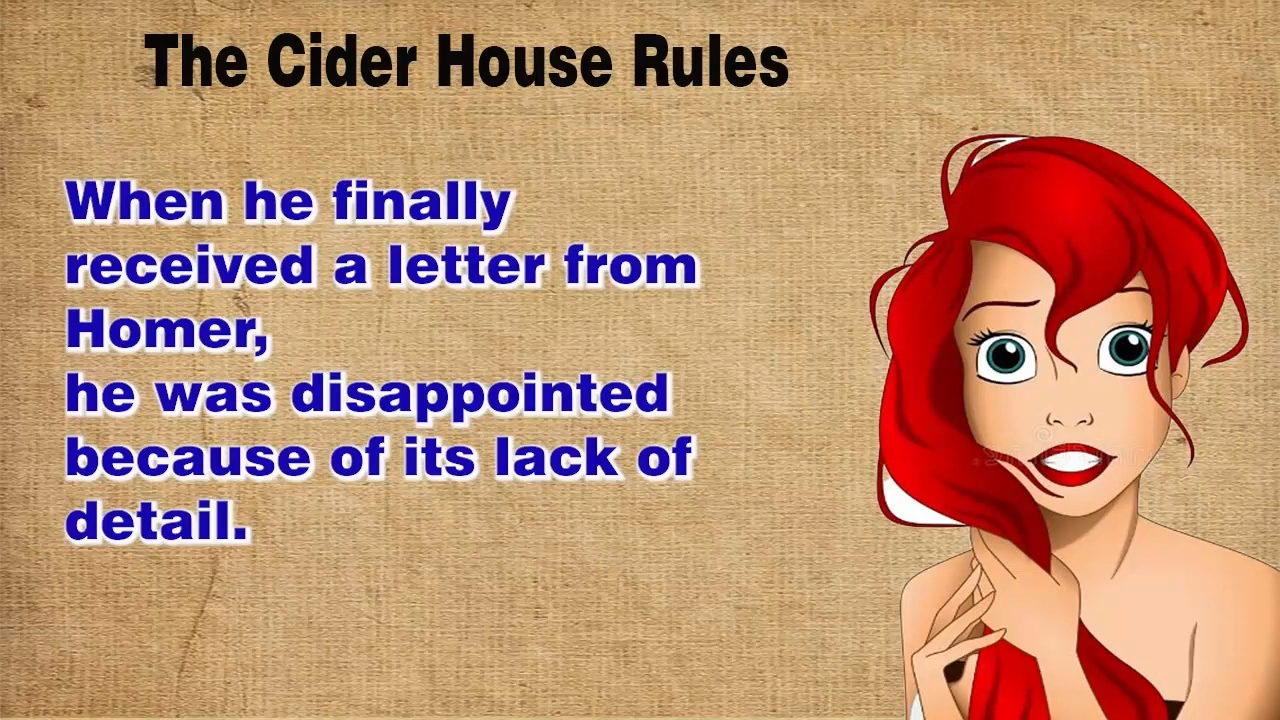 The Cider House Rules
When he finally
received a letter from
Homer,
he was disappointed
because of its lack of
detail.